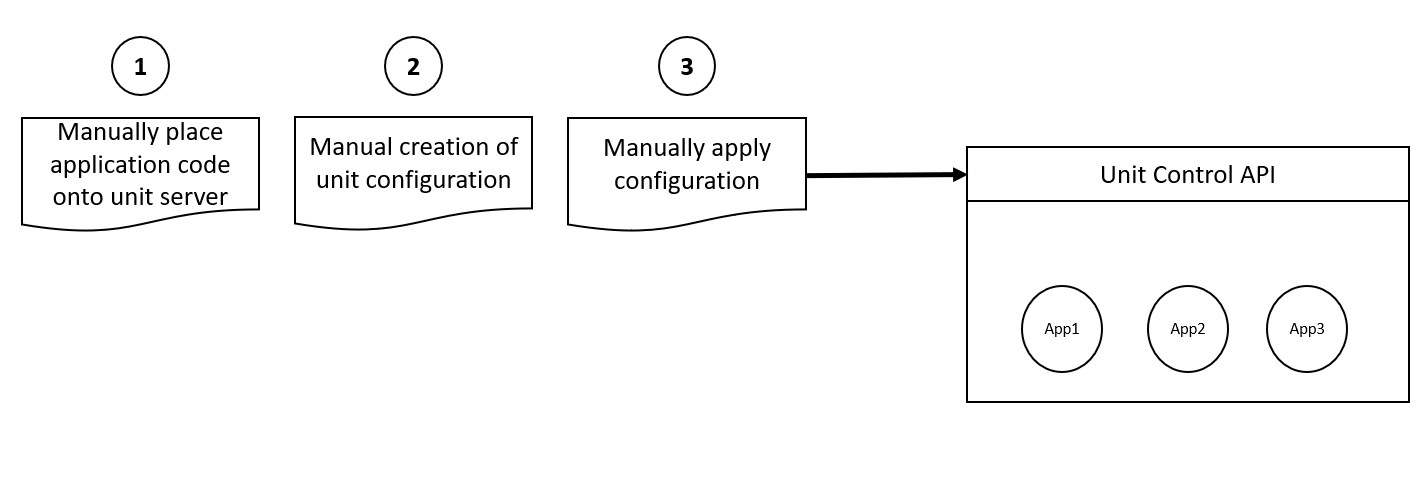 1
2
3
Manually place
application code
onto unit server
Manual creation of
unit configuration
Manually apply
configuration
Unit Control API
App1
App2
App3